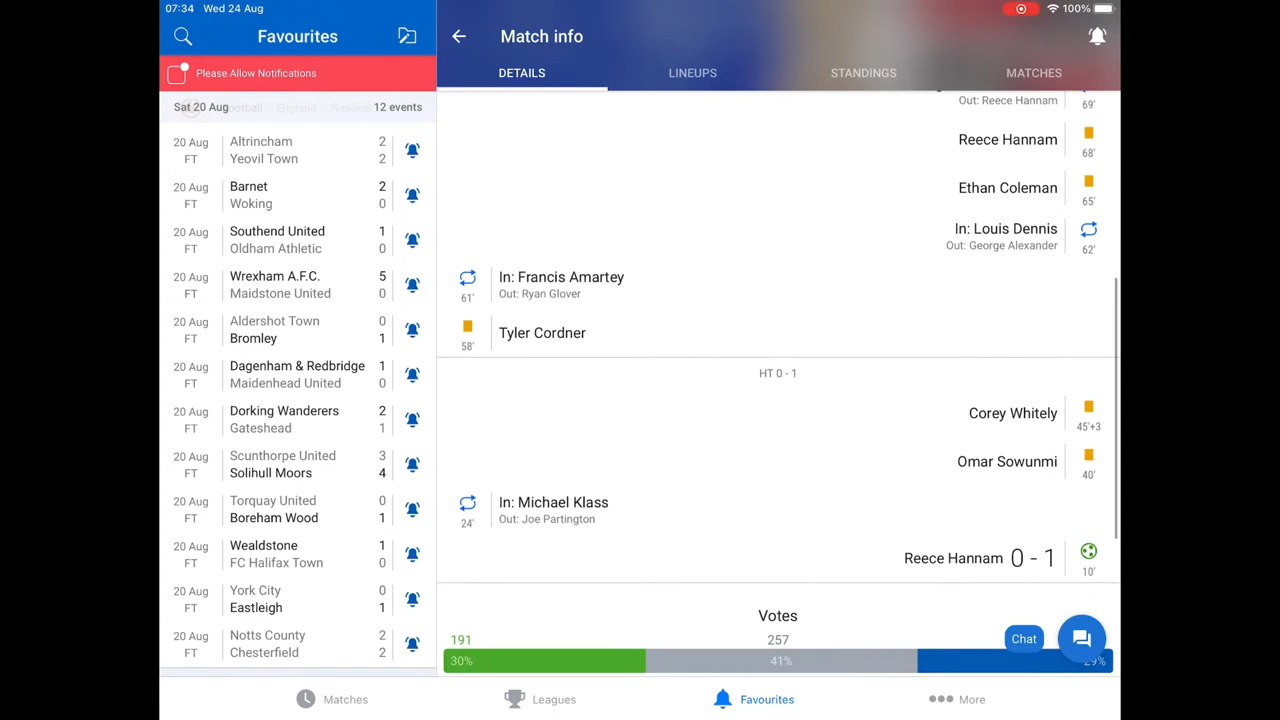 07:34 Wed 24 Aug
100%
Favourites
Please Allow Notifications
Sat 20 Aug
12 events
20 Aug Altrincham 2
FT Yeovil Town 2
20 Aug Barnet 2
FT Woking 0
20 Aug Southend United 1
FT Oldham Athletic 0
20 Aug Wrexham A.F.C. 5
FT Maidstone United 0
20 Aug Aldershot Town 0
FT Bromley 1
20 Aug Dagenham & Redbridge 1
FT Maidenhead United 0
20 Aug Dorking Wanderers 2
FT Gateshead 1
20 Aug Scunthorpe United 3
FT Solihull Moors 4
20 Aug Torquay United 0
FT Boreham Wood 1
20 Aug Wealdstone 1
FT FC Halifax Town 0
20 Aug York City 0
FT Eastleigh 1
20 Aug Notts County 2
FT Chesterfield 2
Match info
DETAILS LINEUPS STANDINGS MATCHES
Out: Reece Hannam
69'
Reece Hannam
68'
Ethan Coleman
65'
In: Louis Dennis
Out: George Alexander
62'
In: Francis Amartey
Out: Ryan Glover
61'
Tyler Cordner
58'
HT 0 - 1
Corey Whitely
45'+3
Omar Sowunmi
40'
In: Michael Klass
Out: Joe Partington
24'
Reece Hannam 0 - 1
10'
Votes
191 257
30% 41% 29%
Chat
Matches Leagues Favourites More